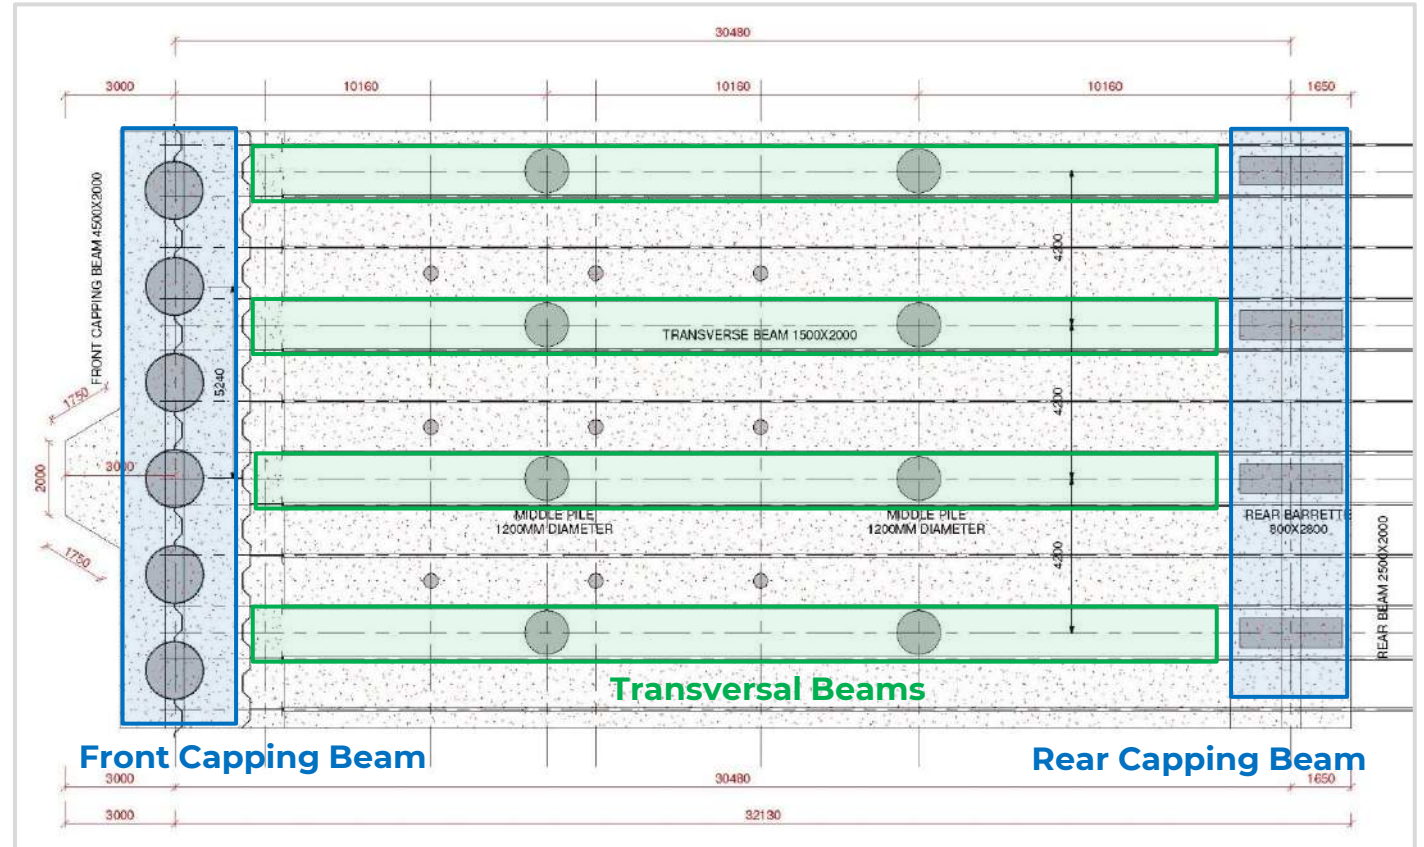 30480
3000
10160
10160
10160
1650
FRONT CAPPING BEAM 4500X2000
4200
TRANSVERSE BEAM 1500X2000
5240
1750
4200
3000
2000
MIDDLE PILE
1200MM DIAMETER
MIDDLE PILE
1200MM DIAMETER
REAR BARRETTE
800X2800
1750
4200
REAR BEAM 2500X2000
Transversal Beams
Front Capping Beam
Rear Capping Beam
3000
30480
1650
3000
32130